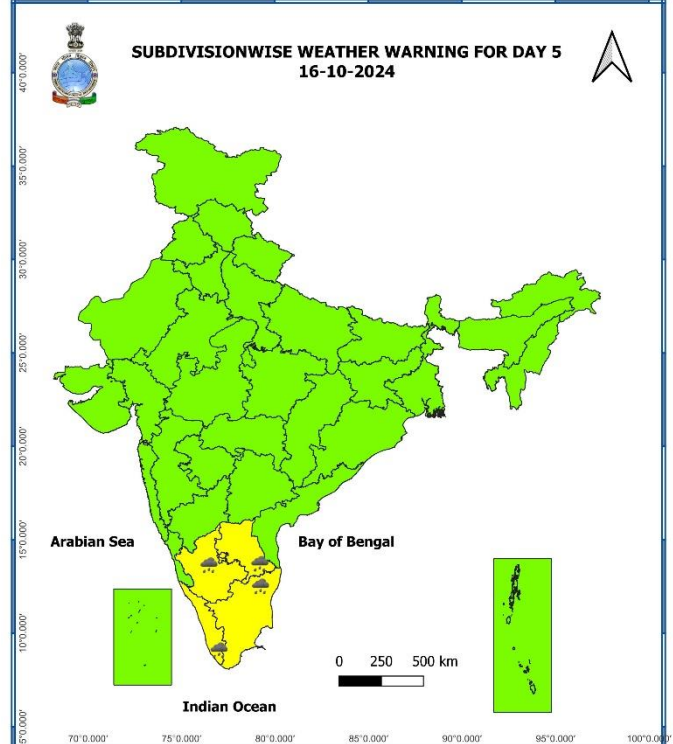 SUBDIVISIONWISE WEATHER WARNING FOR DAY 5
16-10-2024
40°0.000'
35°0.000'
30°0.000'
25°0.000'
20°0.000'
15°0.000'
10°0.000'
5°0.000'
Arabian Sea
Bay of Bengal
0 250 500 km
Indian Ocean
70°0.000' 75°0.000' 80°0.000' 85°0.000' 90°0.000' 95°0.000' 100°0.000'